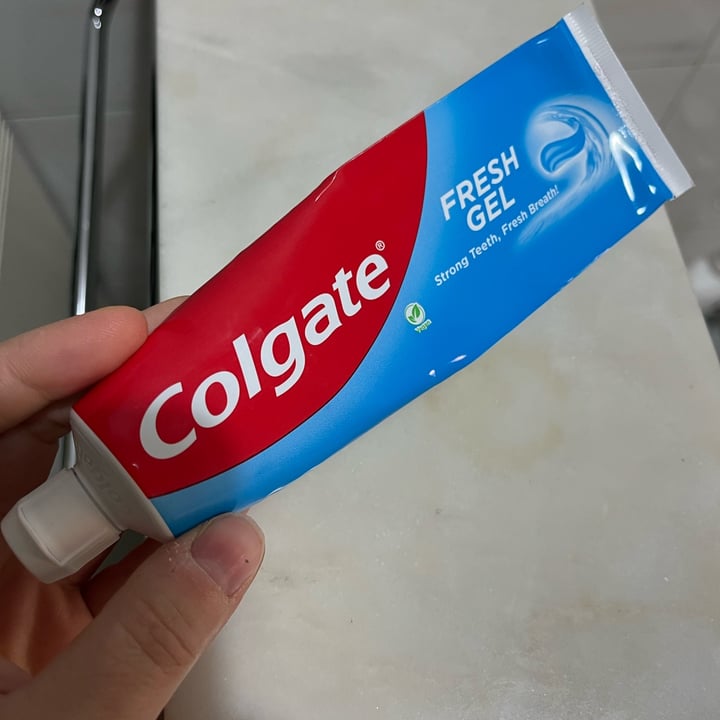 Colgate®
FRESH
GEL
Strong Teeth, Fresh Breath!